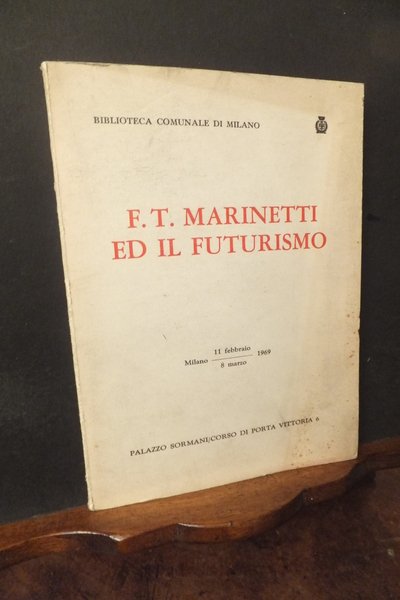 BIBLIOTECA COMUNALE DI MILANO
F. T. MARINETTI
ED IL FUTURISMO
11 febbraio
Milano 1969
8 marzo
PALAZZO SORMANI/CORSO DI PORTA VITTORIA 6